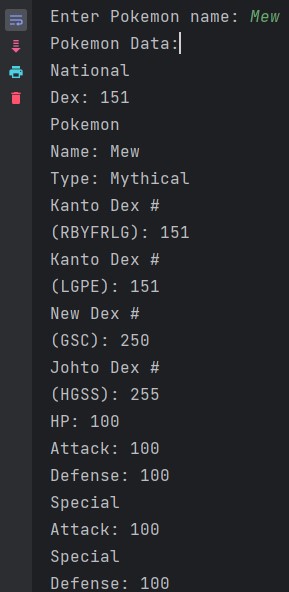 Enter Pokemon name: Mew
Pokemon Data:
National
Dex: 151
Pokemon
Name: Mew
Type: Mythical
Kanto Dex #
(RBYFRLG): 151
Kanto Dex #
(LGPE): 151
New Dex #
(GSC): 250
Johto Dex #
(HGSS): 255
HP: 100
Attack: 100
Defense: 100
Special
Attack: 100
Special
Defense: 100